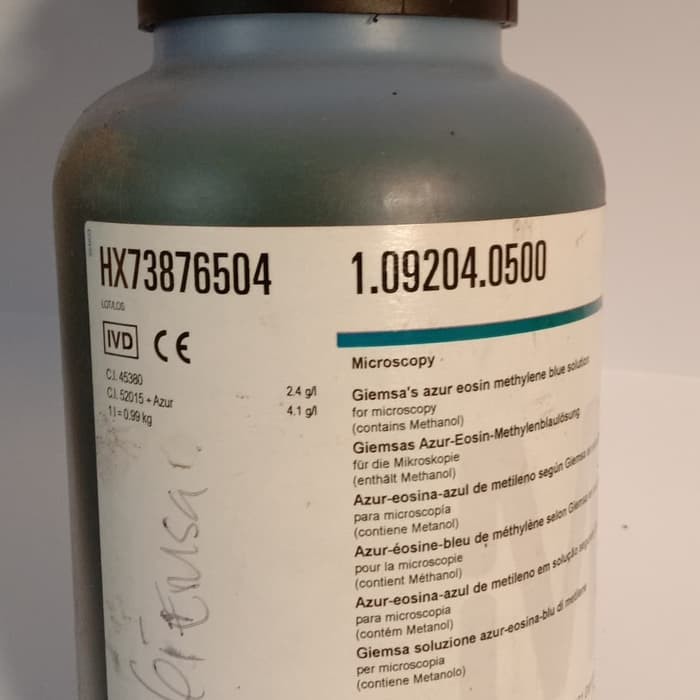 HX73876504
LOT/LOS
IVD CE
C.I. 45380 2.4 g/l
C.I. 52015 + Azur 4.1 g/l
1 l = 0.99 kg
1.09204.0500
Microscopy
Giemsa's azur eosin methylene blue solution
for microscopy
(contains Methanol)
Giemsas Azur-Eosin-Methylenblaulösung
für die Mikroskopie
(enthält Methanol)
Azur-eosina-azul de metileno según Giemsa
para microscopía
(contiene Metanol)
Azur-éosine-bleu de méthylène selon Giemsa
pour la microscopie
(contient Méthanol)
Azur-eosina-azul de metileno em solução
para microscopia
(contém Metanol)
Giemsa soluzione azur-eosina-blu di metilene
per microscopia
(contiene Metanolo)